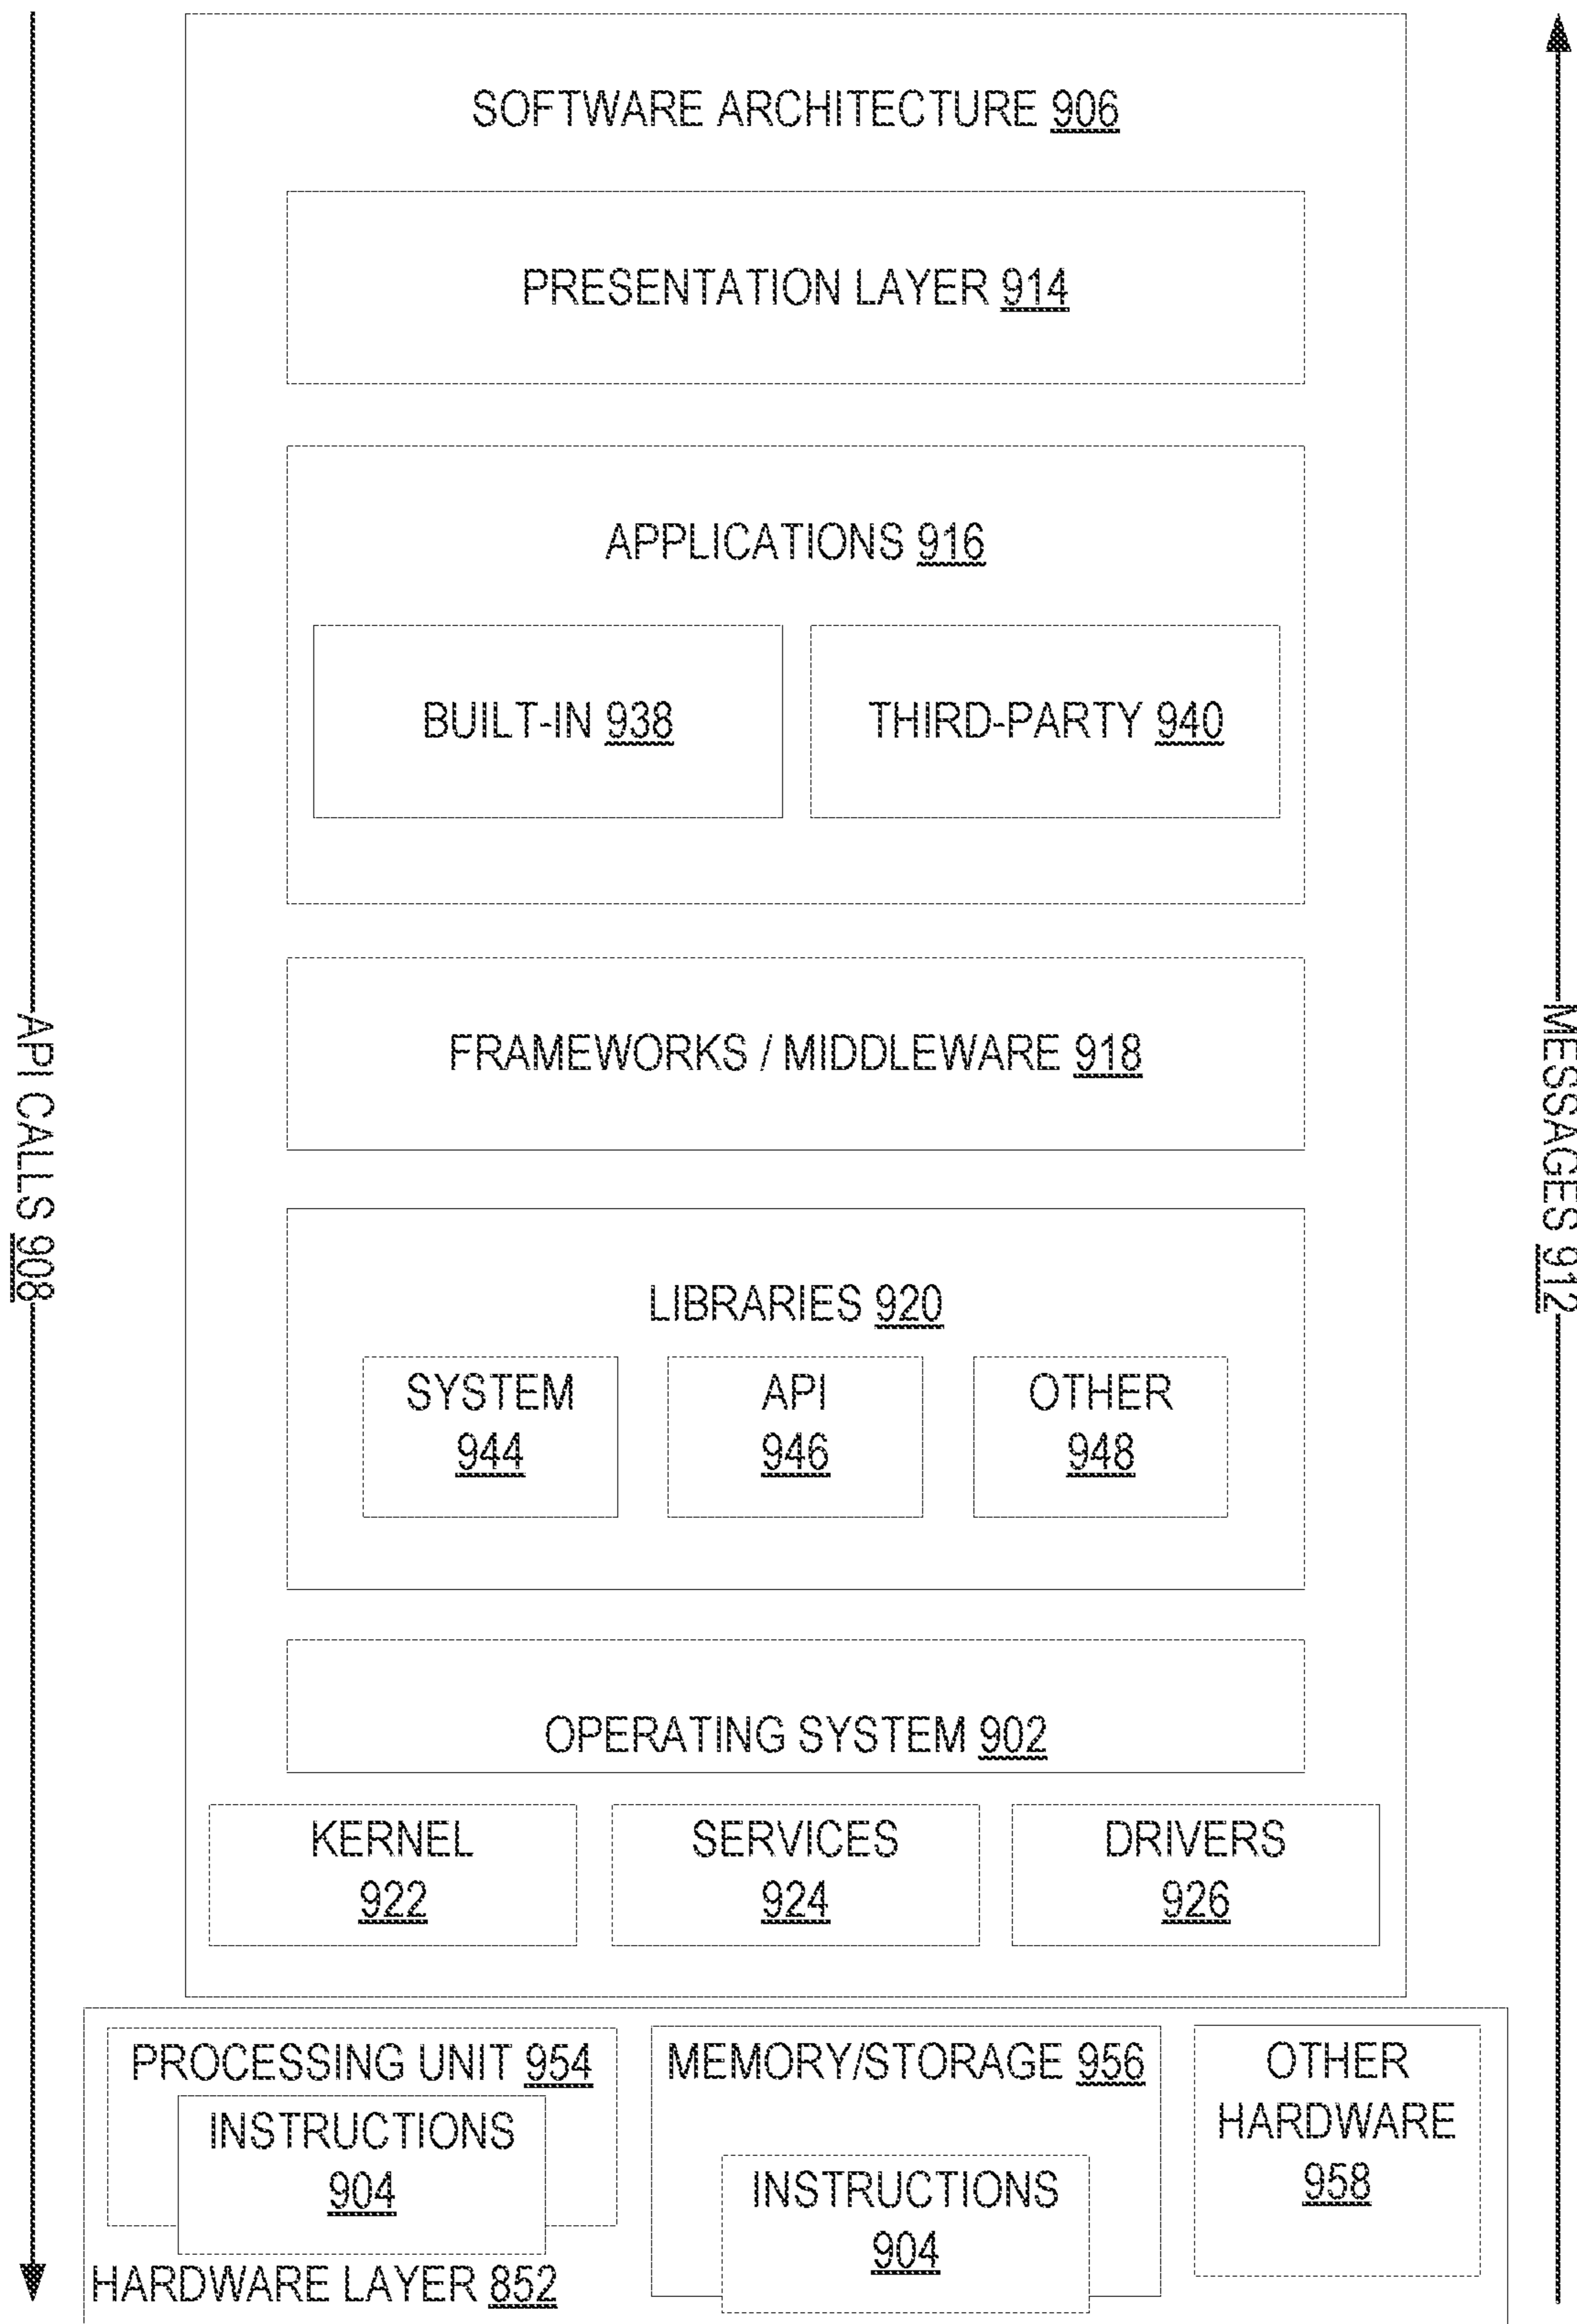 SOFTWARE ARCHITECTURE 906
PRESENTATION LAYER 914
APPLICATIONS 916
BUILT-IN 938
THIRD-PARTY 940
FRAMEWORKS / MIDDLEWARE 918
API CALLS 908
MESSAGES 912
LIBRARIES 920
SYSTEM
944
API
946
OTHER
948
OPERATING SYSTEM 902
KERNEL
922
SERVICES
924
DRIVERS
926
PROCESSING UNIT 954
INSTRUCTIONS
904
MEMORY/STORAGE 956
INSTRUCTIONS
904
OTHER
HARDWARE
958
HARDWARE LAYER 852